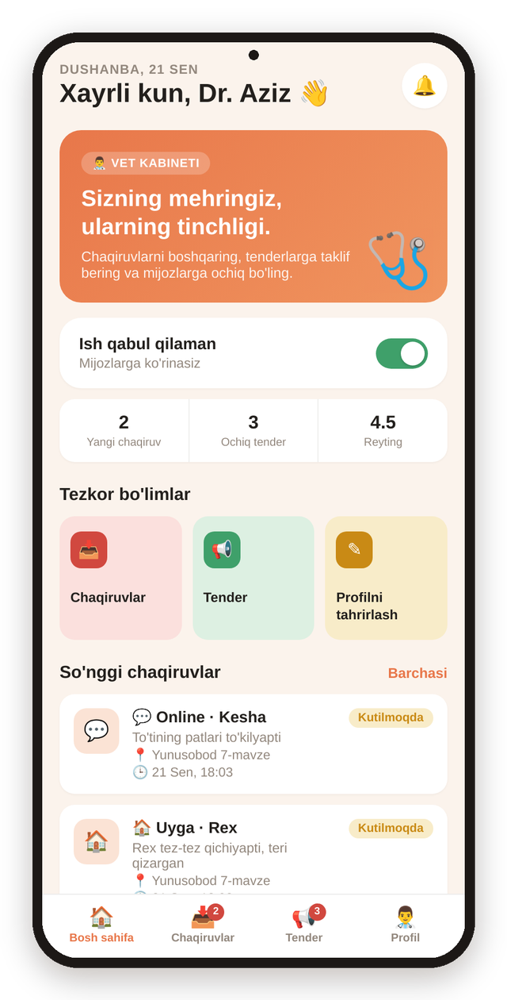 DUSHANBA, 21 SEN
Xayrli kun, Dr. Aziz 👋
VET KABINETI
Sizning mehringiz,
ularning tinchligi.
Chaqiruvlarni boshqaring, tenderlarga taklif
bering va mijozlarga ochiq bo'ling.
Ish qabul qilaman
Mijozlarga ko'rinasiz
2
Yangi chaqiruv
3
Ochiq tender
4.5
Reyting
Tezkor bo'limlar
Chaqiruvlar
Tender
Profilni
tahrirlash
So'nggi chaqiruvlar
Barchasi
Online · Kesha
Kutilmoqda
To'tining patlari to'kilyapti
Yunusobod 7-mavze
21 Sen, 18:03
Uyga · Rex
Kutilmoqda
Rex tez-tez qichiyapti, teri
qizargan
Yunusobod 7-mavze
2
3
Bosh sahifa
Chaqiruvlar
Tender
Profil